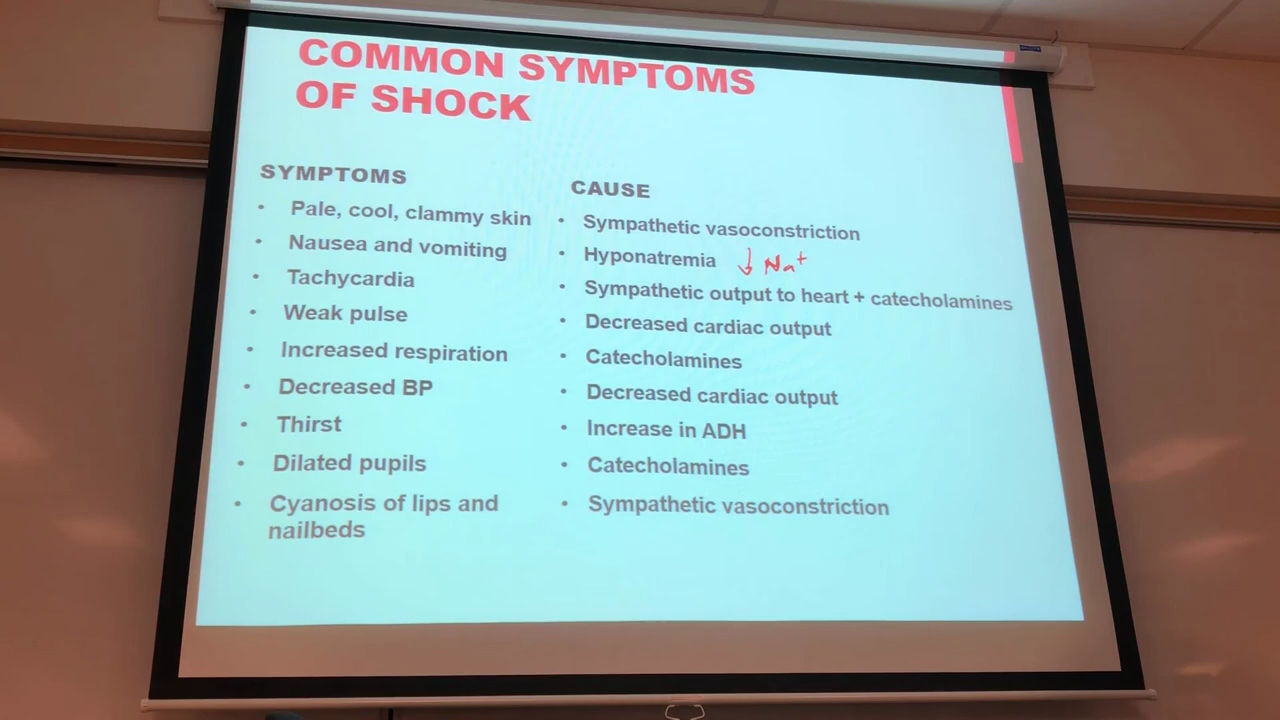 COMMON SYMPTOMS
OF SHOCK
SYMPTOMS
• Pale, cool, clammy skin
• Nausea and vomiting
• Tachycardia
• Weak pulse
• Increased respiration
• Decreased BP
• Thirst
• Dilated pupils
• Cyanosis of lips and
nailbeds
CAUSE
• Sympathetic vasoconstriction
• Hyponatremia ↓ Na⁺
• Sympathetic output to heart + catecholamines
• Decreased cardiac output
• Catecholamines
• Decreased cardiac output
• Increase in ADH
• Catecholamines
• Sympathetic vasoconstriction